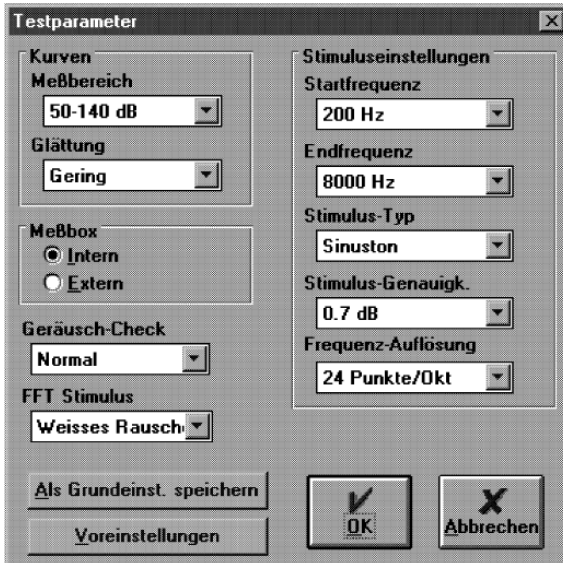 Testparameter
Kurven
Meßbereich
50-140 dB
Glättung
Gering
Meßbox
Intern
Extern
Geräusch-Check
Normal
FFT Stimulus
Weisses Rausch
Stimuluseinstellungen
Startfrequenz
200 Hz
Endfrequenz
8000 Hz
Stimulus-Typ
Sinuston
Stimulus-Genauigk.
0.7 dB
Frequenz-Auflösung
24 Punkte/Okt
Als Grundeinst. speichern
Voreinstellungen
OK
Abbrechen